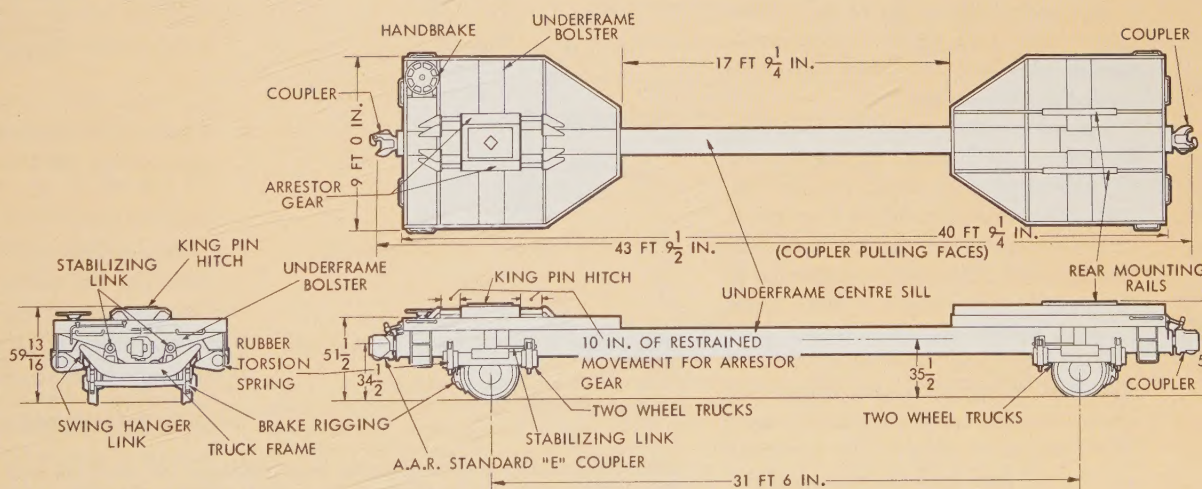 HANDBRAKE
UNDERFRAME
BOLSTER
COUPLER
17 FT 9 1/4 IN.
COUPLER
9 FT 0 IN.
ARRESTOR
GEAR
40 FT 9 1/4 IN.
43 FT 9 1/2 IN.
(COUPLER PULLING FACES)
KING PIN
HITCH
STABILIZING
LINK
UNDERFRAME
BOLSTER
KING PIN HITCH
UNDERFRAME CENTRE SILL
REAR MOUNTING
RAILS
59 13/16
RUBBER
TORSION
SPRING
51 1/2
34 1/2
10 IN. OF RESTRAINED
MOVEMENT FOR ARRESTOR
GEAR
35 1/2
COUPLER
SWING HANGER
LINK
TRUCK FRAME
BRAKE RIGGING
TWO WHEEL TRUCKS
TWO WHEEL TRUCKS
STABILIZING LINK
A.A.R. STANDARD "E" COUPLER
31 FT 6 IN.